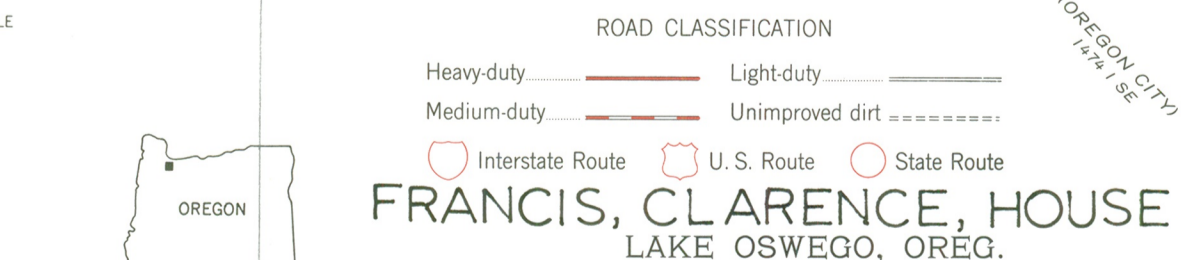 ROAD CLASSIFICATION
Heavy-duty Light-duty
Medium-duty Unimproved dirt
Interstate Route U. S. Route State Route
FRANCIS, CLARENCE, HOUSE
LAKE OSWEGO, OREG.
OREGON
(OREGON CITY)
1474 I SE